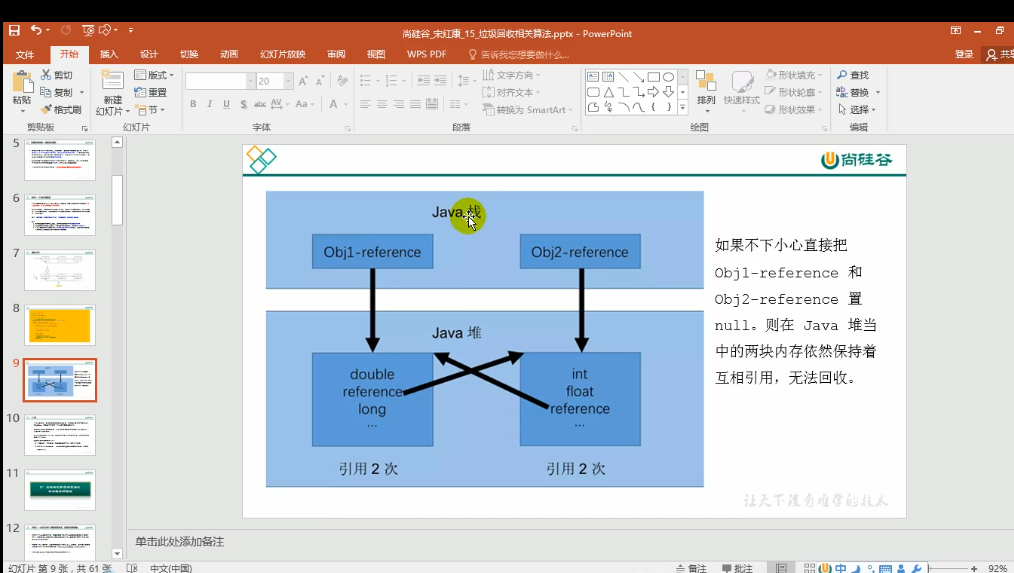 尚硅谷_宋红康_15_垃圾回收相关算法.pptx - PowerPoint
文件 开始 插入 设计 切换 动画 幻灯片放映 审阅 视图 WPS PDF 告诉我您想要做什么... 登录 共享
粘贴 剪切 复制 格式刷 剪贴板
新建 幻灯片 版式 重置 节 幻灯片
20 B I U S abc AV Aa A 字体
文字方向 对齐文本 转换为 SmartArt 段落
排列 快速样式 形状填充 形状轮廓 形状效果 绘图
查找 替换 选择 编辑
5
6
7
8
9
10
11
12
尚硅谷
Java 栈
Obj1-reference
Obj2-reference
Java 堆
double
reference
long
...
int
float
reference
...
引用 2 次
引用 2 次
如果不下小心直接把
Obj1-reference 和
Obj2-reference 置
null。则在 Java 堆当
中的两块内存依然保持着
互相引用，无法回收。
让天下没有难学的技术
单击此处添加备注
幻灯片 第 9 张，共 61 张 中文(中国) 备注 批注 中 92%